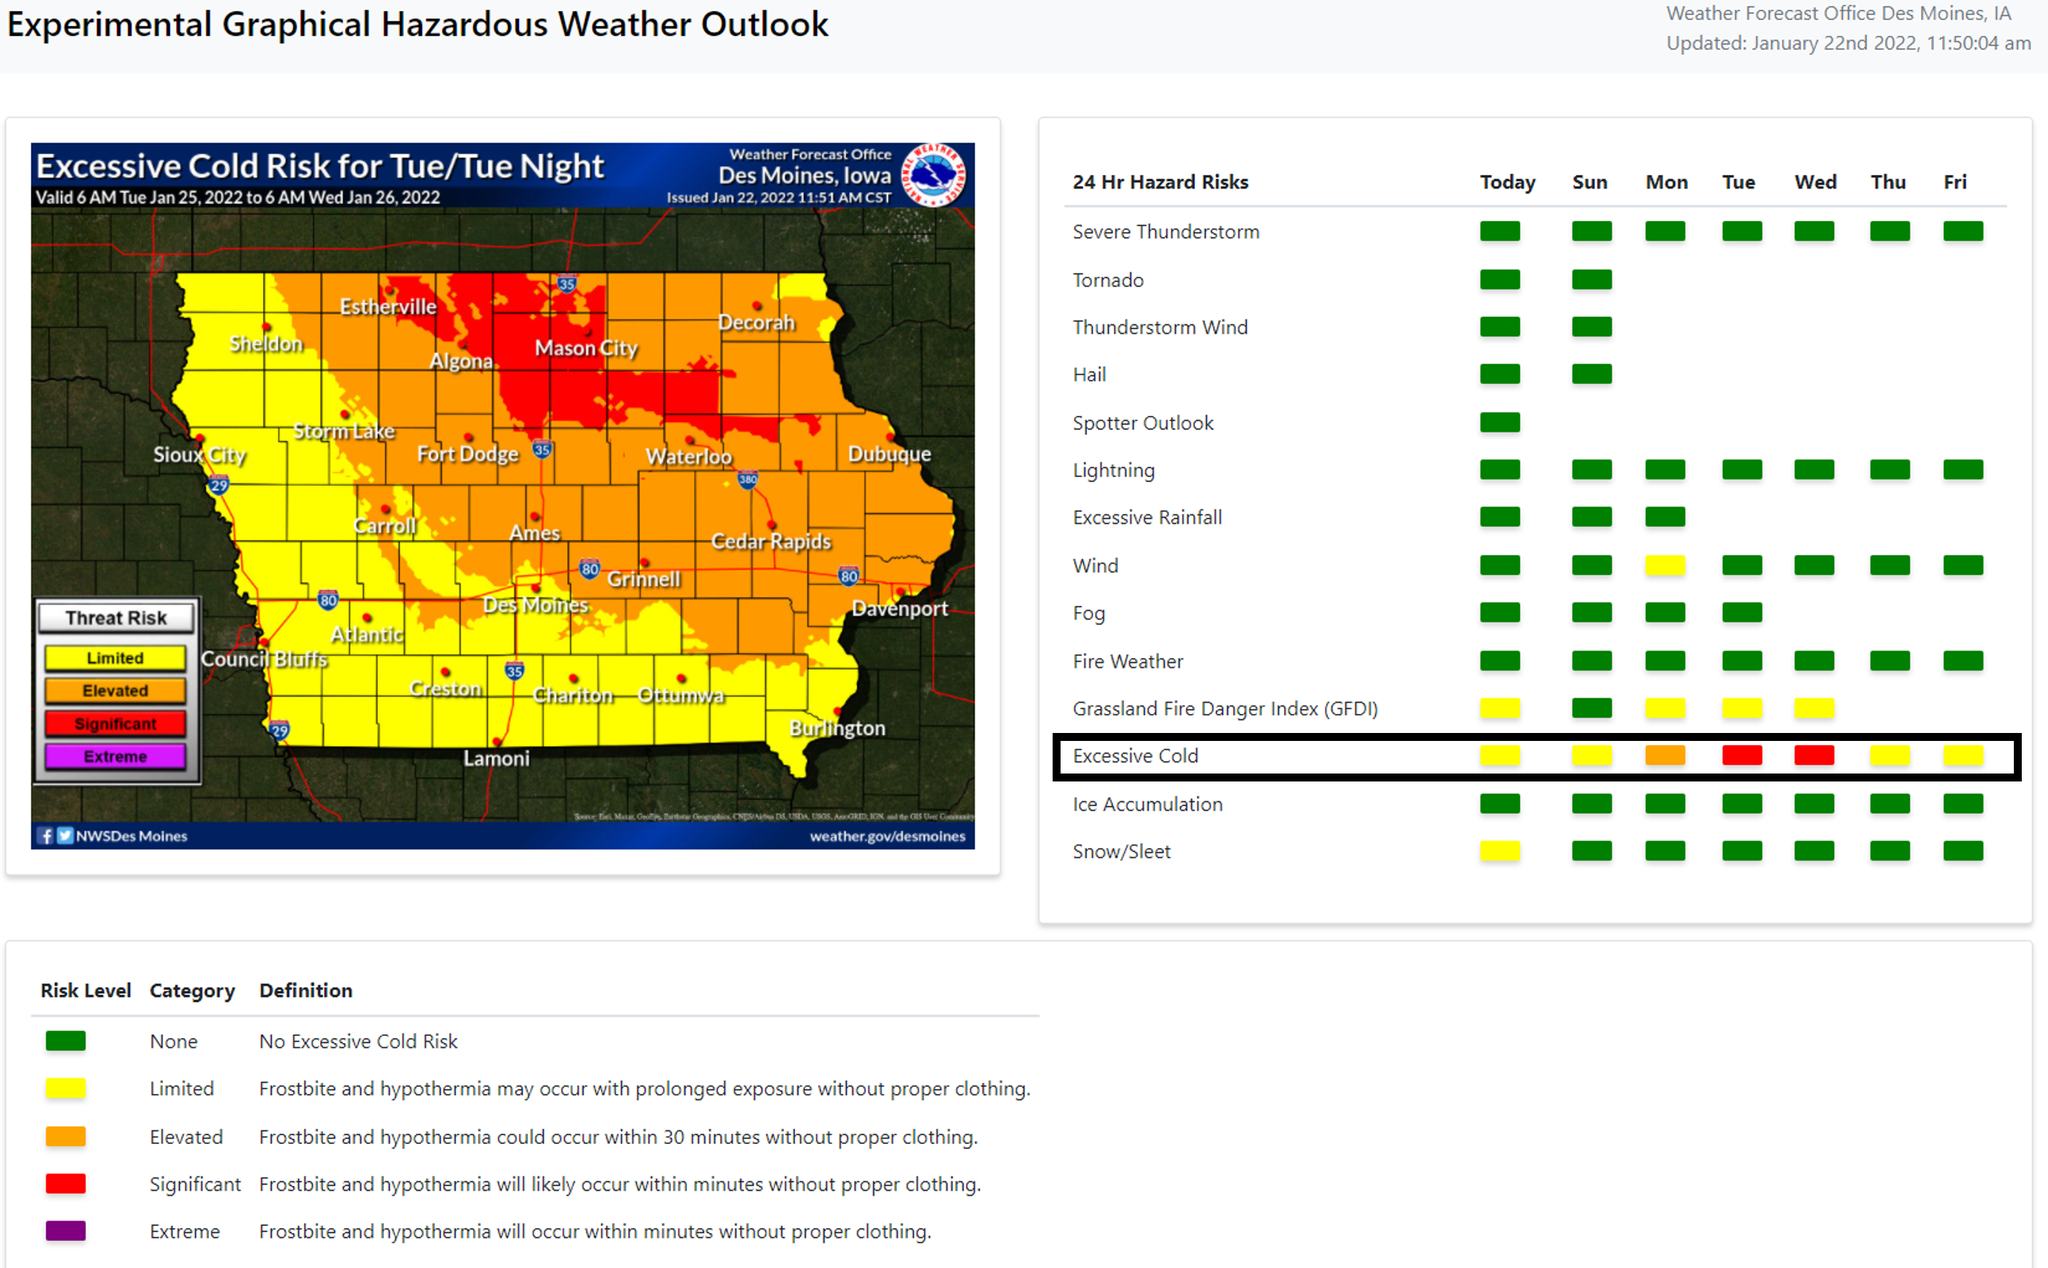 Experimental Graphical Hazardous Weather Outlook
Weather Forecast Office Des Moines, IA
Updated: January 22nd 2022, 11:50:04 am
Excessive Cold Risk for Tue/Tue Night
Valid 6 AM Tue Jan 25, 2022 to 6 AM Wed Jan 26, 2022
Weather Forecast Office
Des Moines, Iowa
Issued Jan 22, 2022 11:51 AM CST
NATIONAL WEATHER SERVICE
35
Estherville
Decorah
Sheldon
Mason City
Algona
Storm Lake
Sioux City
Fort Dodge
35
Waterloo
Dubuque
29
380
Carroll
Ames
Cedar Rapids
80
Grinnell
80
80
Des Moines
Davenport
Atlantic
Council Bluffs
35
Creston
Chariton
Ottumwa
29
Burlington
Lamoni
Threat Risk
Limited
Elevated
Significant
Extreme
NWSDes Moines
weather.gov/desmoines
24 Hr Hazard Risks Today Sun Mon Tue Wed Thu Fri
Severe Thunderstorm
Tornado
Thunderstorm Wind
Hail
Spotter Outlook
Lightning
Excessive Rainfall
Wind
Fog
Fire Weather
Grassland Fire Danger Index (GFDI)
Excessive Cold
Ice Accumulation
Snow/Sleet
Risk Level Category Definition
None No Excessive Cold Risk
Limited Frostbite and hypothermia may occur with prolonged exposure without proper clothing.
Elevated Frostbite and hypothermia could occur within 30 minutes without proper clothing.
Significant Frostbite and hypothermia will likely occur within minutes without proper clothing.
Extreme Frostbite and hypothermia will occur within minutes without proper clothing.